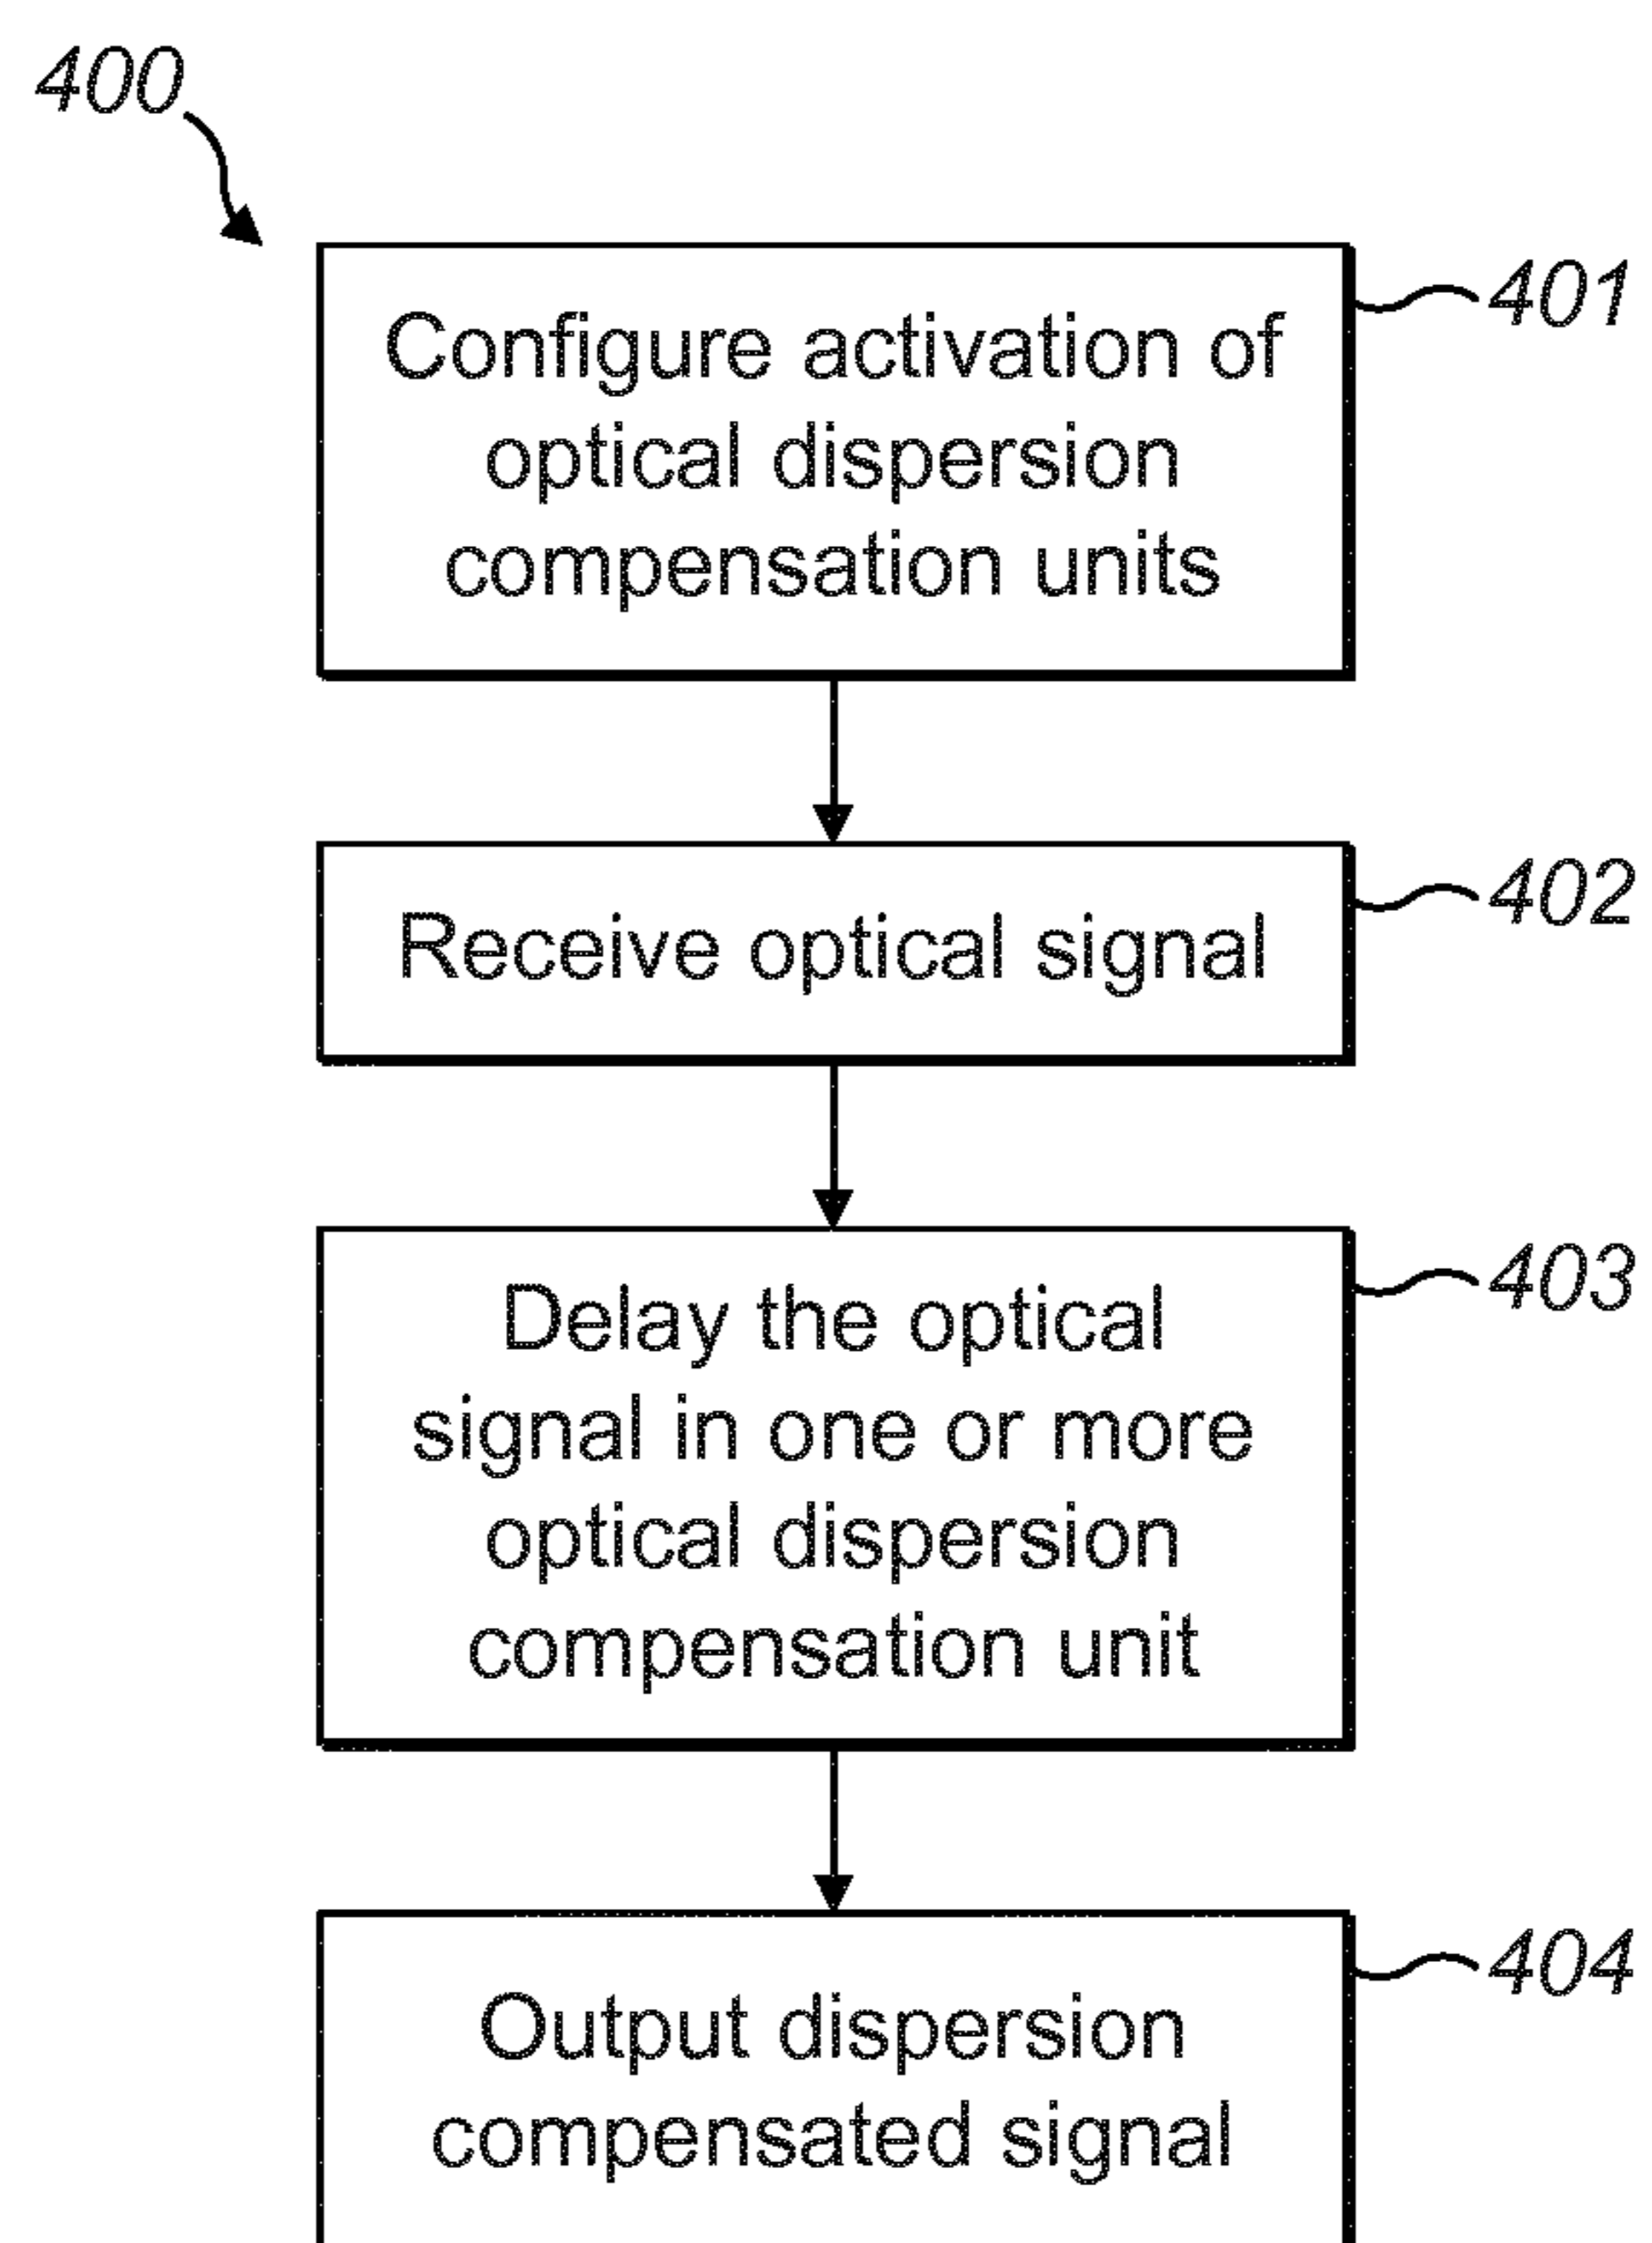 400
401
Configure activation of
optical dispersion
compensation units
402
Receive optical signal
403
Delay the optical
signal in one or more
optical dispersion
compensation unit
404
Output dispersion
compensated signal